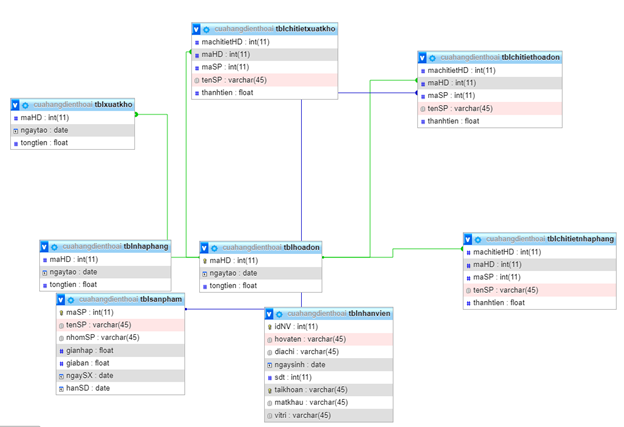 cuahangdienthoai tblchitietxuatkho
machitietHD : int(11)
maHD : int(11)
maSP : int(11)
tenSP : varchar(45)
thanhtien : float
cuahangdienthoai tblchitiethoadon
machitietHD : int(11)
maHD : int(11)
maSP : int(11)
tenSP : varchar(45)
thanhtien : float
cuahangdienthoai tblxuatkho
maHD : int(11)
ngaytao : date
tongtien : float
cuahangdienthoai tblnhaphang
maHD : int(11)
ngaytao : date
tongtien : float
cuahangdienthoai tblhoadon
maHD : int(11)
ngaytao : date
tongtien : float
cuahangdienthoai tblchitietnhaphang
machitietHD : int(11)
maHD : int(11)
maSP : int(11)
tenSP : varchar(45)
thanhtien : float
cuahangdienthoai tblsanpham
maSP : int(11)
tenSP : varchar(45)
nhomSP : varchar(45)
gianhap : float
giaban : float
ngaySX : date
hanSD : date
cuahangdienthoai tblnhanvien
idNV : int(11)
hovaten : varchar(45)
diachi : varchar(45)
ngaysinh : date
sdt : int(11)
taikhoan : varchar(45)
matkhau : varchar(45)
vitri : varchar(45)